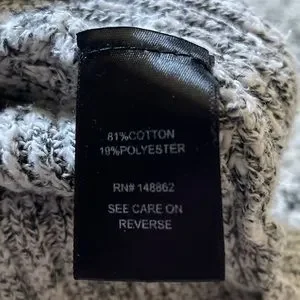 81%COTTON
19%POLYESTER
RN# 148862
SEE CARE ON
REVERSE